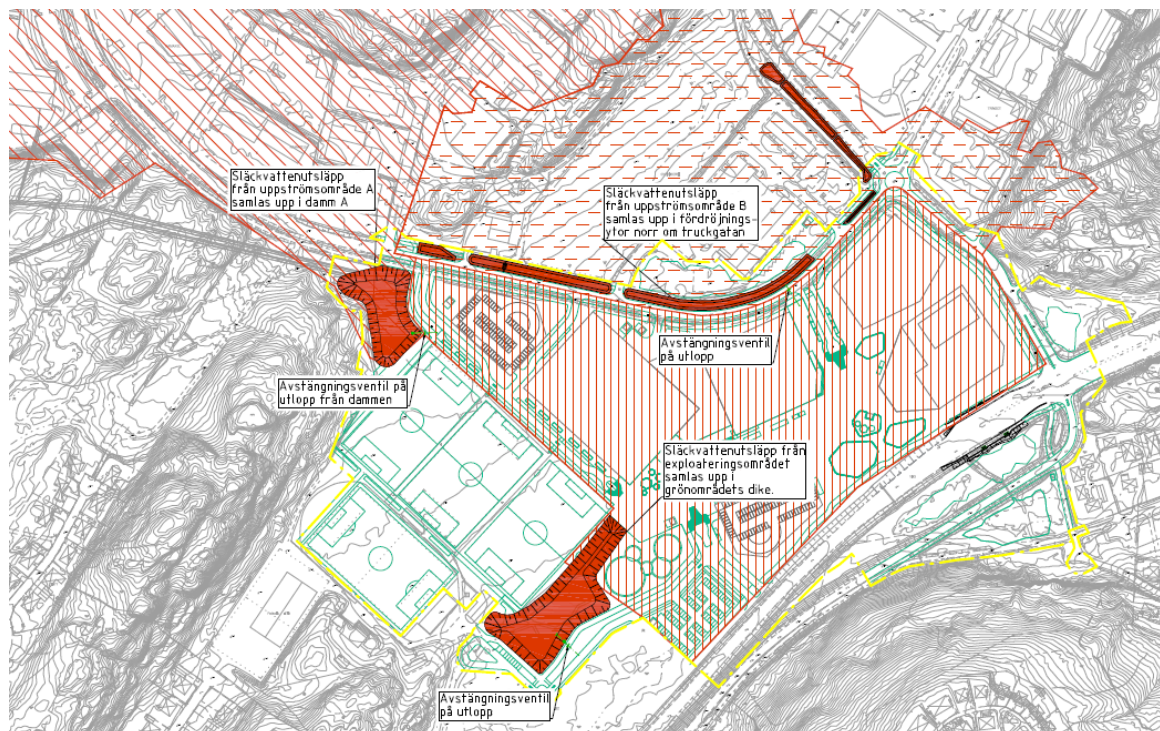 Släckvattenutsläpp
från uppströmsområde A
samlas upp i damm A
Släckvattenutsläpp
från uppströmsområde B
samlas upp i fördröjnings-
ytor norr om truckgatan
Avstängningsventil
på utlopp
Avstängningsventil på
utlopp från dammen
Släckvattenutsläpp från
exploateringsområdet
samlas upp i
grönområdets dike.
Avstängningsventil
på utlopp